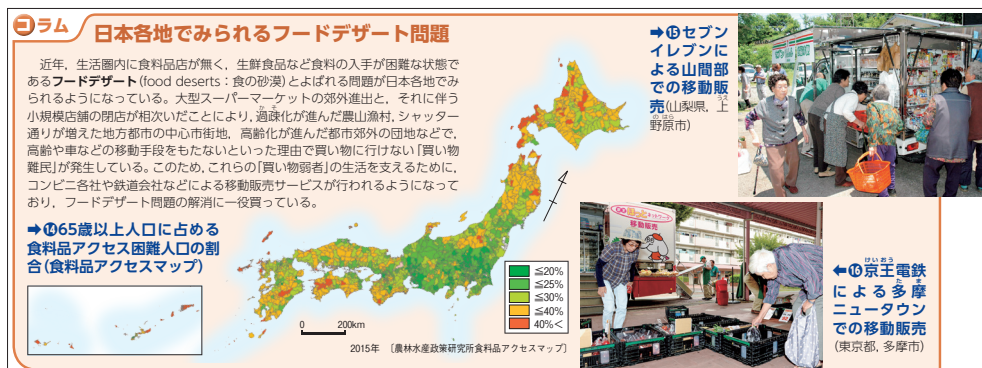 コラム 日本各地でみられるフードデザート問題
近年，生活圏内に食料品店が無く，生鮮食品など食料の入手が困難な状態で
あるフードデザート(food deserts：食の砂漠)とよばれる問題が日本各地でみ
られるようになっている。大型スーパーマーケットの郊外進出と，それに伴う
小規模店舗の閉店が相次いだことにより，過疎化が進んだ農山漁村，シャッター
通りが増えた地方都市の中心市街地，高齢化が進んだ都市郊外の団地などで，
高齢や車などの移動手段をもたないといった理由で買い物に行けない「買い物
難民」が発生している。このため，これらの「買い物弱者」の生活を支えるために，
コンビニ各社や鉄道会社などによる移動販売サービスが行われるようになって
おり，フードデザート問題の解消に一役買っている。
➡⓮65歳以上人口に占める
食料品アクセス困難人口の割
合(食料品アクセスマップ)
0 200km
≦20%
≦25%
≦30%
≦40%
40%<
2015年 〔農林水産政策研究所食料品アクセスマップ〕
➡⓯セブン
イレブンに
よる山間部
での移動販
売(山梨県，上
野原市)
移動販売
⬅⓰京王電鉄
による多摩
ニュータウン
での移動販売
(東京都，多摩市)